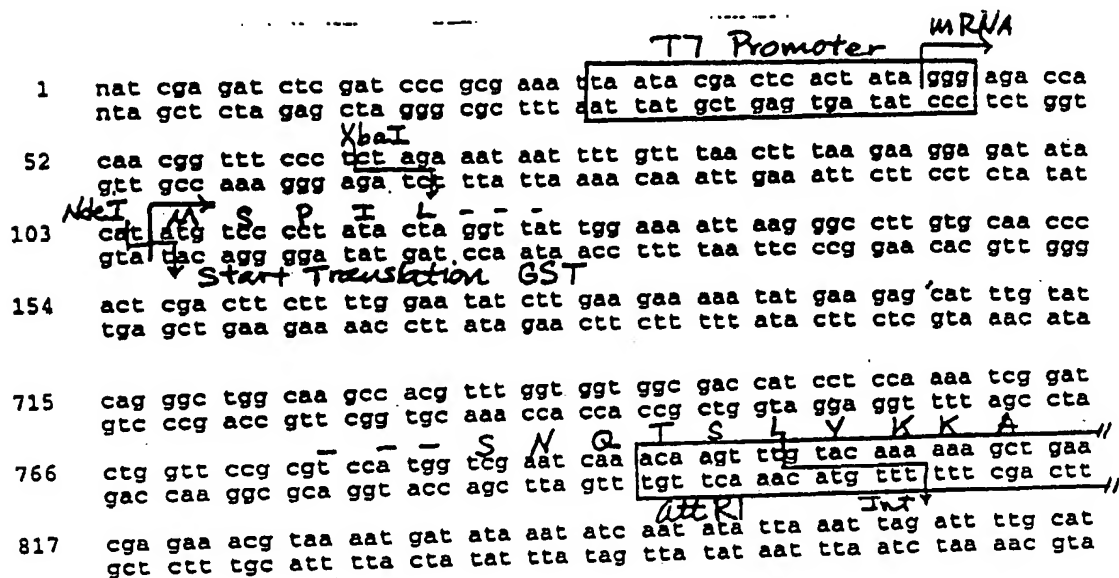 T7 Promoter mRNA
1 nat cga gat ctc gat ccc gcg aaa tta ata cga ctc act ata ggg aga cca
nta gct cta gag cta ggg cgc ttt aat tat gct gag tga tat ccc tct ggt
XbaI
52 caa cgg ttt ccc tct aga aat aat ttt gtt taa ctt taa gaa gga gat ata
gtt gcc aaa ggg aga tct tta tta aaa caa att gaa att ctt cct cta tat
NdeI M S P I L - - -
103 cat atg tcc cct ata cta ggt tat tgg aaa att aag ggc ctt gtg caa ccc
gta tac agg gga tat gat cca ata acc ttt taa ttc ccg gaa cac gtt ggg
Start Translation GST
154 act cga ctt ctt ttg gaa tat ctt gaa gaa aaa tat gaa gag cat ttg tat
tga gct gaa gaa aac ctt ata gaa ctt ctt ttt ata ctt ctc gta aac ata
715 cag ggc tgg caa gcc acg ttt ggt ggt ggc gac cat cct cca aaa tcg gat
gtc ccg acc gtt cgg tgc aaa cca cca ccg ctg gta gga ggt ttt agc cta
- - S N Q T S L Y K K A
766 ctg gtt ccg cgt cca tgg tcg aat caa aca agt ttg tac aaa aaa gct gaa
gac caa ggc gca ggt acc agc tta gtt tgt tca aac atg ttt ttt cga ctt
attR1 Int
817 cga gaa acg taa aat gat ata aat atc aat ata tta aat tag att ttg cat
gct ctt tgc att tta cta tat tta tag tta tat aat tta atc taa aac gta